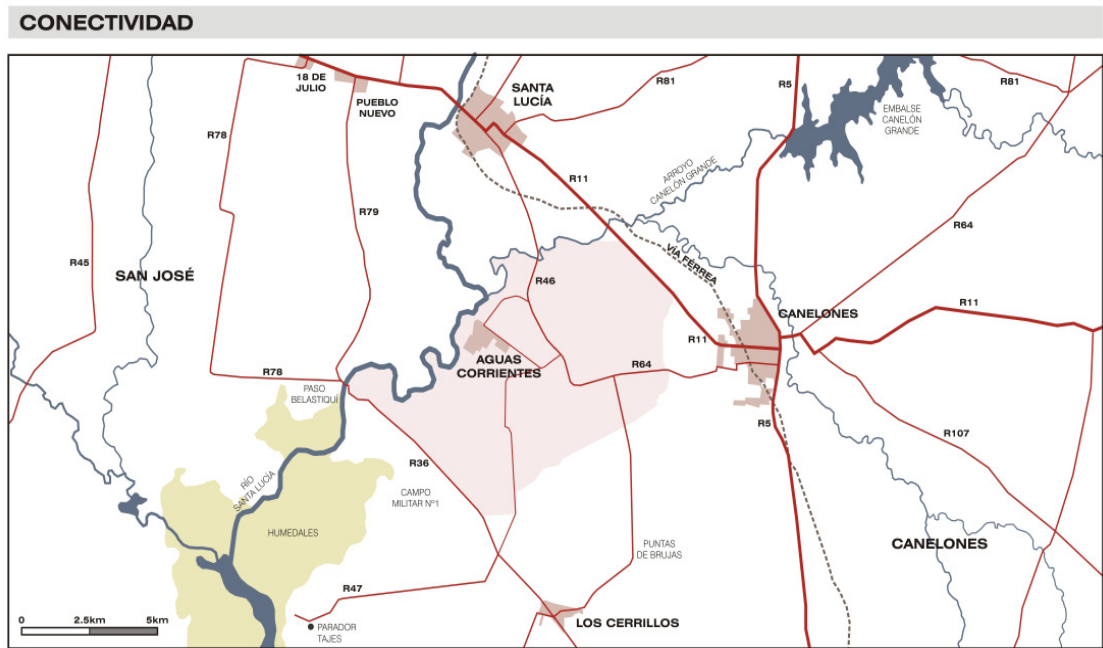 CONECTIVIDAD
18 DE
JULIO
PUEBLO
NUEVO
SANTA
LUCÍA
R81
R5
R81
EMBALSE
CANELÓN
GRANDE
R78
ARROYO
CANELÓN GRANDE
R11
R79
R64
R45
SAN JOSÉ
VÍA FÉRREA
R46
R11
CANELONES
R11
AGUAS
CORRIENTES
R64
R78
PASO
BELASTIQUÍ
R5
R107
R36
RÍO
SANTA LUCÍA
CAMPO
MILITAR Nº1
HUMEDALES
PUNTAS
DE BRUJAS
CANELONES
R47
0 2.5km 5km
PARADOR
TAJES
LOS CERRILLOS